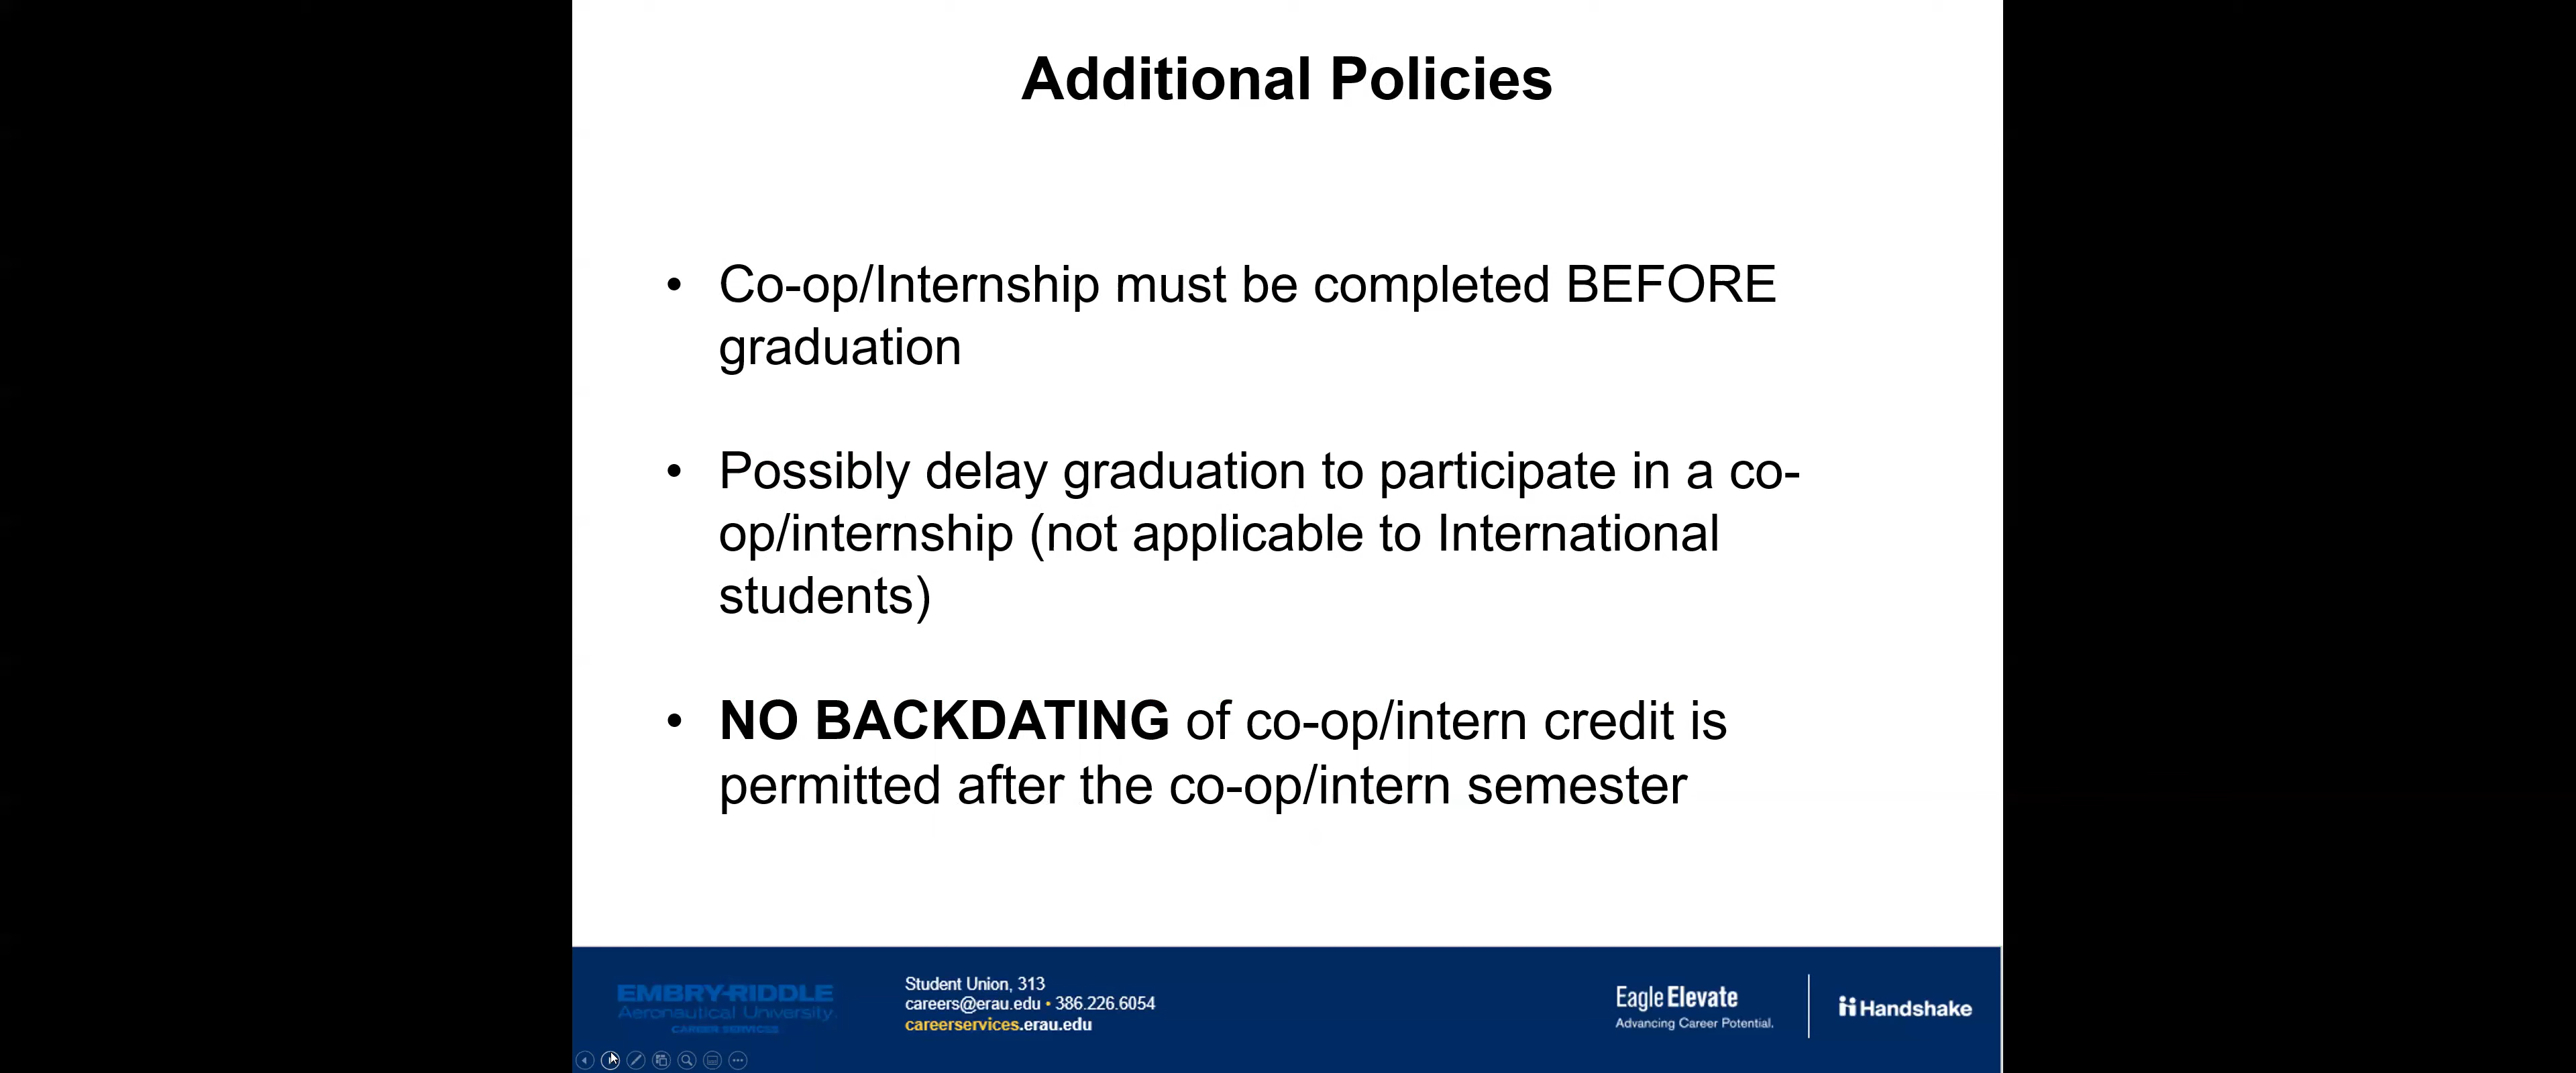 Additional Policies
• Co-op/Internship must be completed BEFORE
graduation
• Possibly delay graduation to participate in a co-
op/internship (not applicable to International
students)
• NO BACKDATING of co-op/intern credit is
permitted after the co-op/intern semester
EMBRY-RIDDLE
Aeronautical University.
CAREER SERVICES
Student Union, 313
careers@erau.edu • 386.226.6054
careerservices.erau.edu
Eagle Elevate
Advancing Career Potential.
Handshake